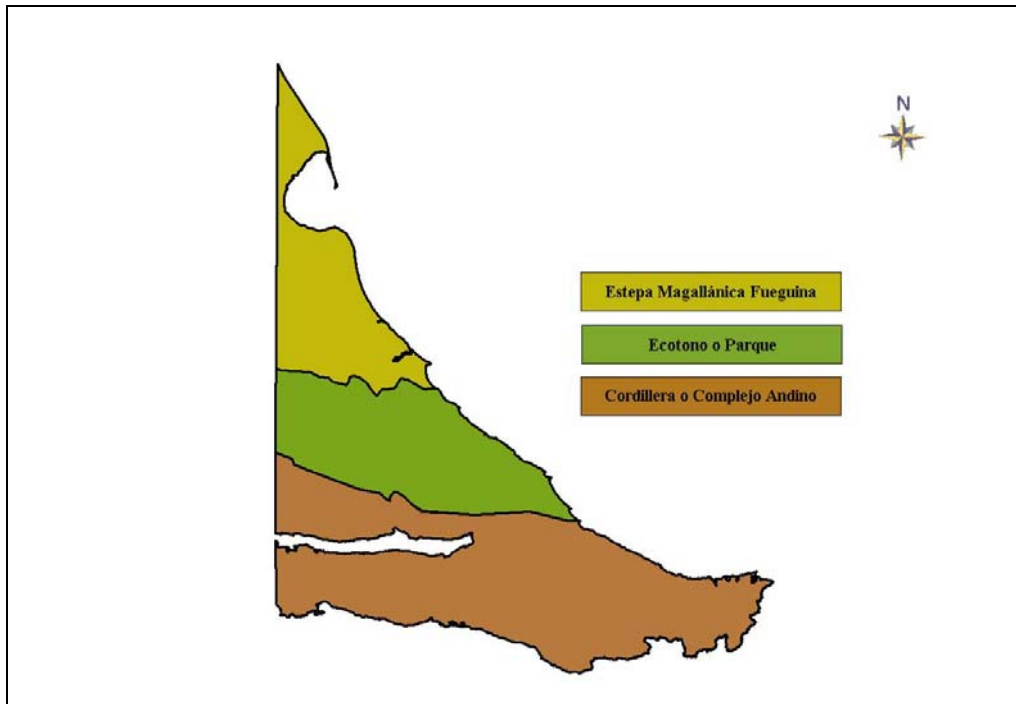 N
Estepa Magallánica Fueguina
Ecotono o Parque
Cordillera o Complejo Andino